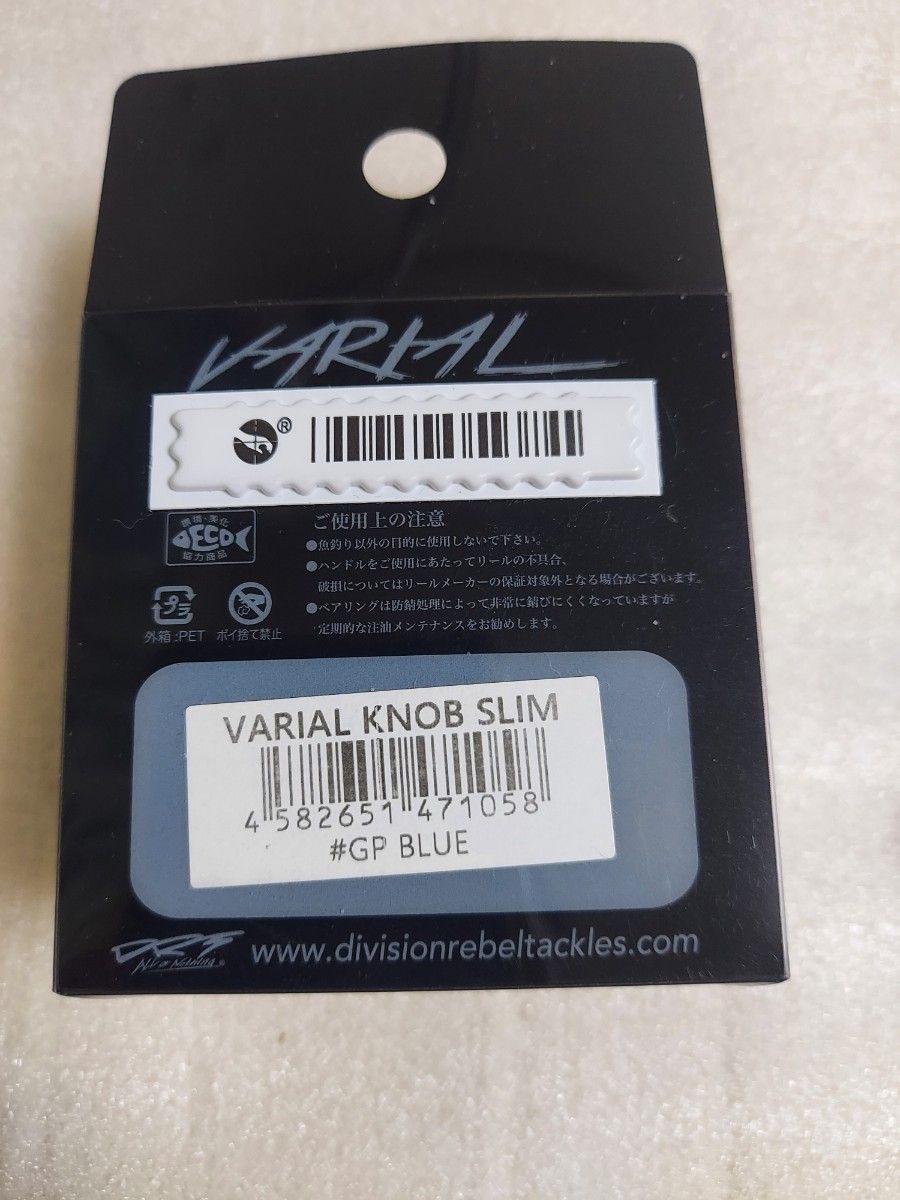 VARIAL
®
環境・美化
ECO
協力商品
ご使用上の注意
●魚釣り以外の目的に使用しないで下さい。
●ハンドルをご使用にあたってリールの不具合、
破損についてはリールメーカーの保証対象外となる場合がございます。
●ベアリングは防錆処理によって非常に錆びにくくなっていますが
定期的な注油メンテナンスをお勧めします。
プラ
外箱:PET ポイ捨て禁止
VARIAL KNOB SLIM
4 582651 471058
#GP BLUE
DRT
www.divisionrebeltackles.com